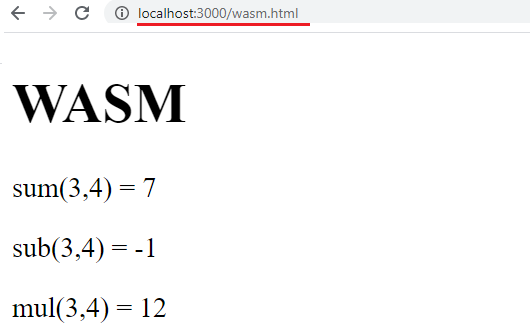 localhost:3000/wasm.html
WASM
sum(3,4) = 7
sub(3,4) = -1
mul(3,4) = 12